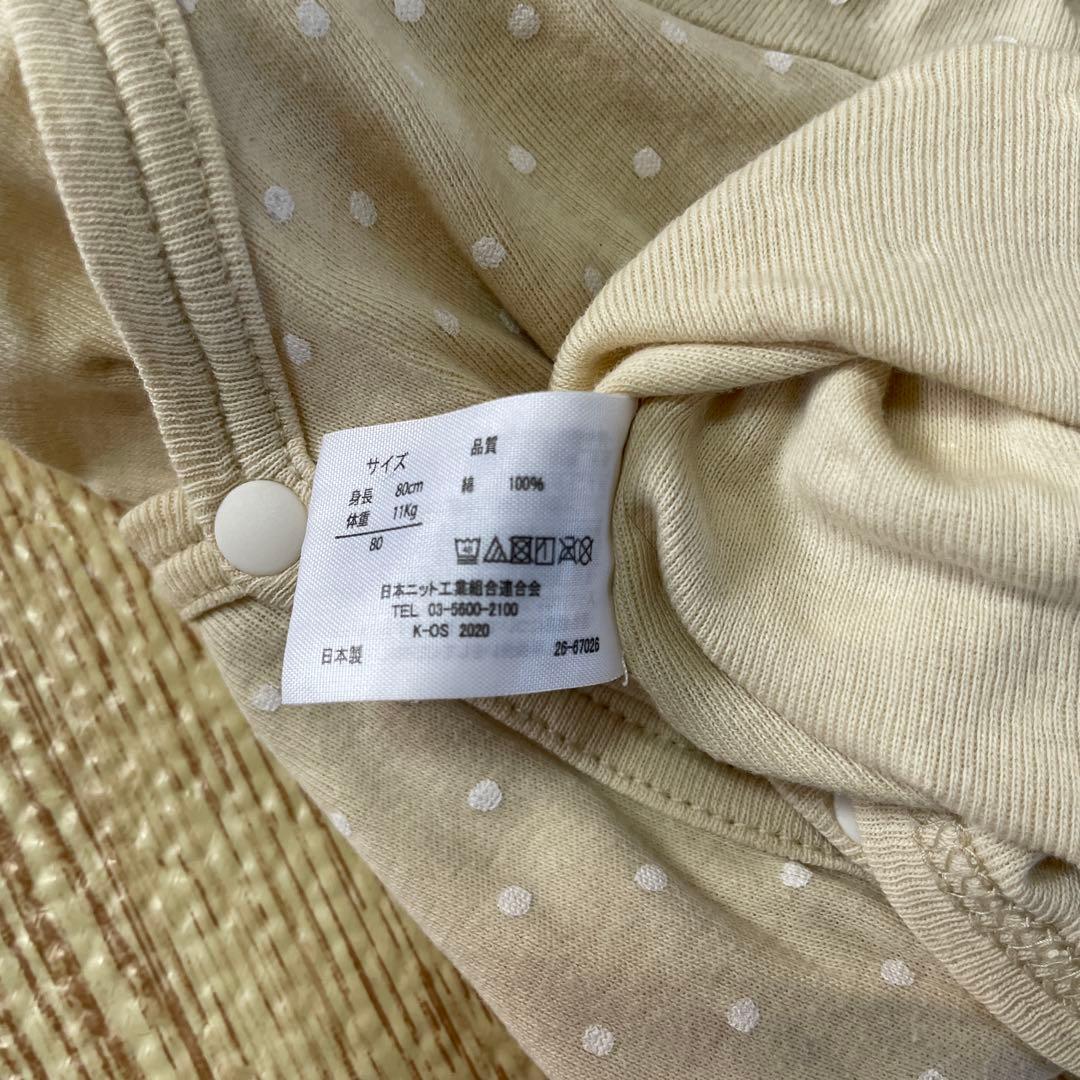 サイズ
身長 80cm
体重 11Kg
80
品質
綿 100%
40
日本ニット工業組合連合会
TEL 03-5600-2100
K-OS 2020
日本製
26-67026